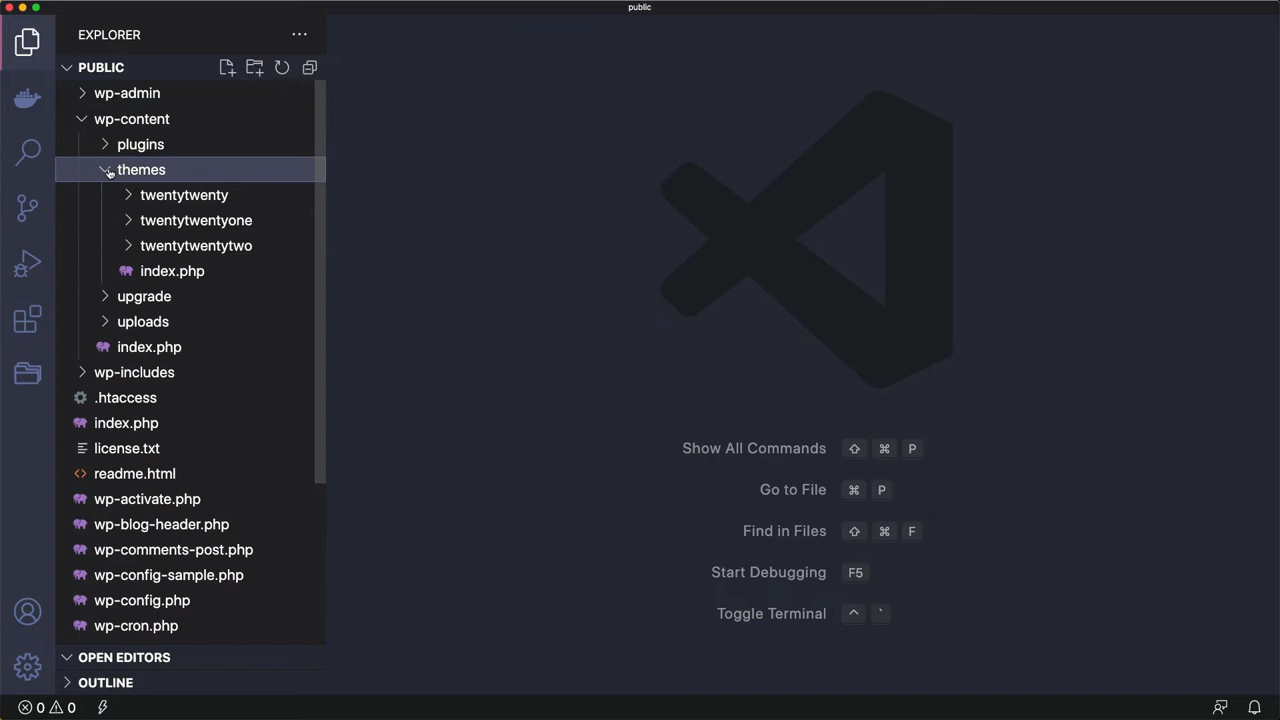 public
EXPLORER
PUBLIC
wp-admin
wp-content
plugins
themes
twentytwenty
twentytwentyone
twentytwentytwo
index.php
upgrade
uploads
index.php
wp-includes
.htaccess
index.php
license.txt
readme.html
wp-activate.php
wp-blog-header.php
wp-comments-post.php
wp-config-sample.php
wp-config.php
wp-cron.php
OPEN EDITORS
OUTLINE
Show All Commands ⇧ ⌘ P
Go to File ⌘ P
Find in Files ⇧ ⌘ F
Start Debugging F5
Toggle Terminal ^ `
0 0